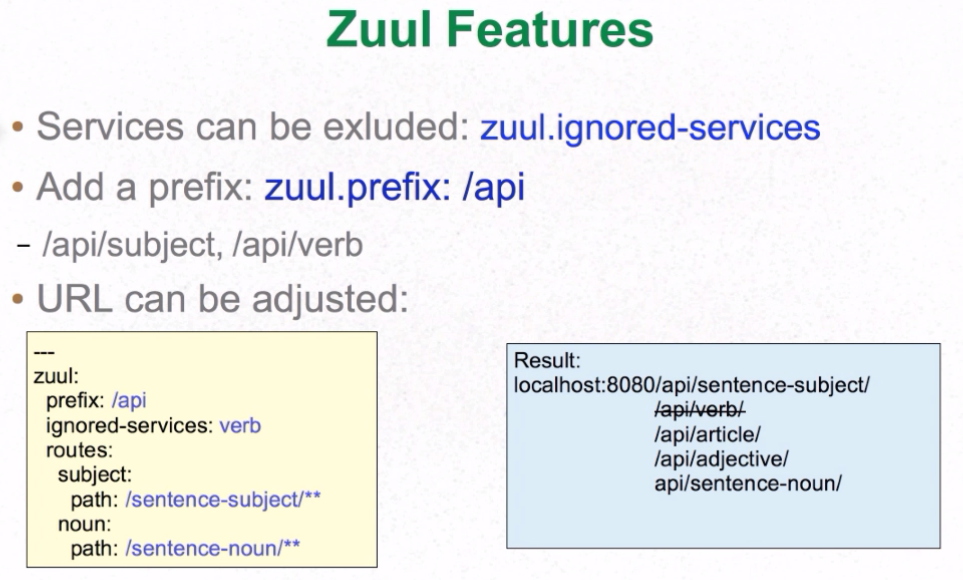 Zuul Features
• Services can be exluded: zuul.ignored-services
• Add a prefix: zuul.prefix: /api
– /api/subject, /api/verb
• URL can be adjusted:
---
zuul:
prefix: /api
ignored-services: verb
routes:
subject:
path: /sentence-subject/**
noun:
path: /sentence-noun/**
Result:
localhost:8080/api/sentence-subject/
/api/verb/
/api/article/
/api/adjective/
api/sentence-noun/